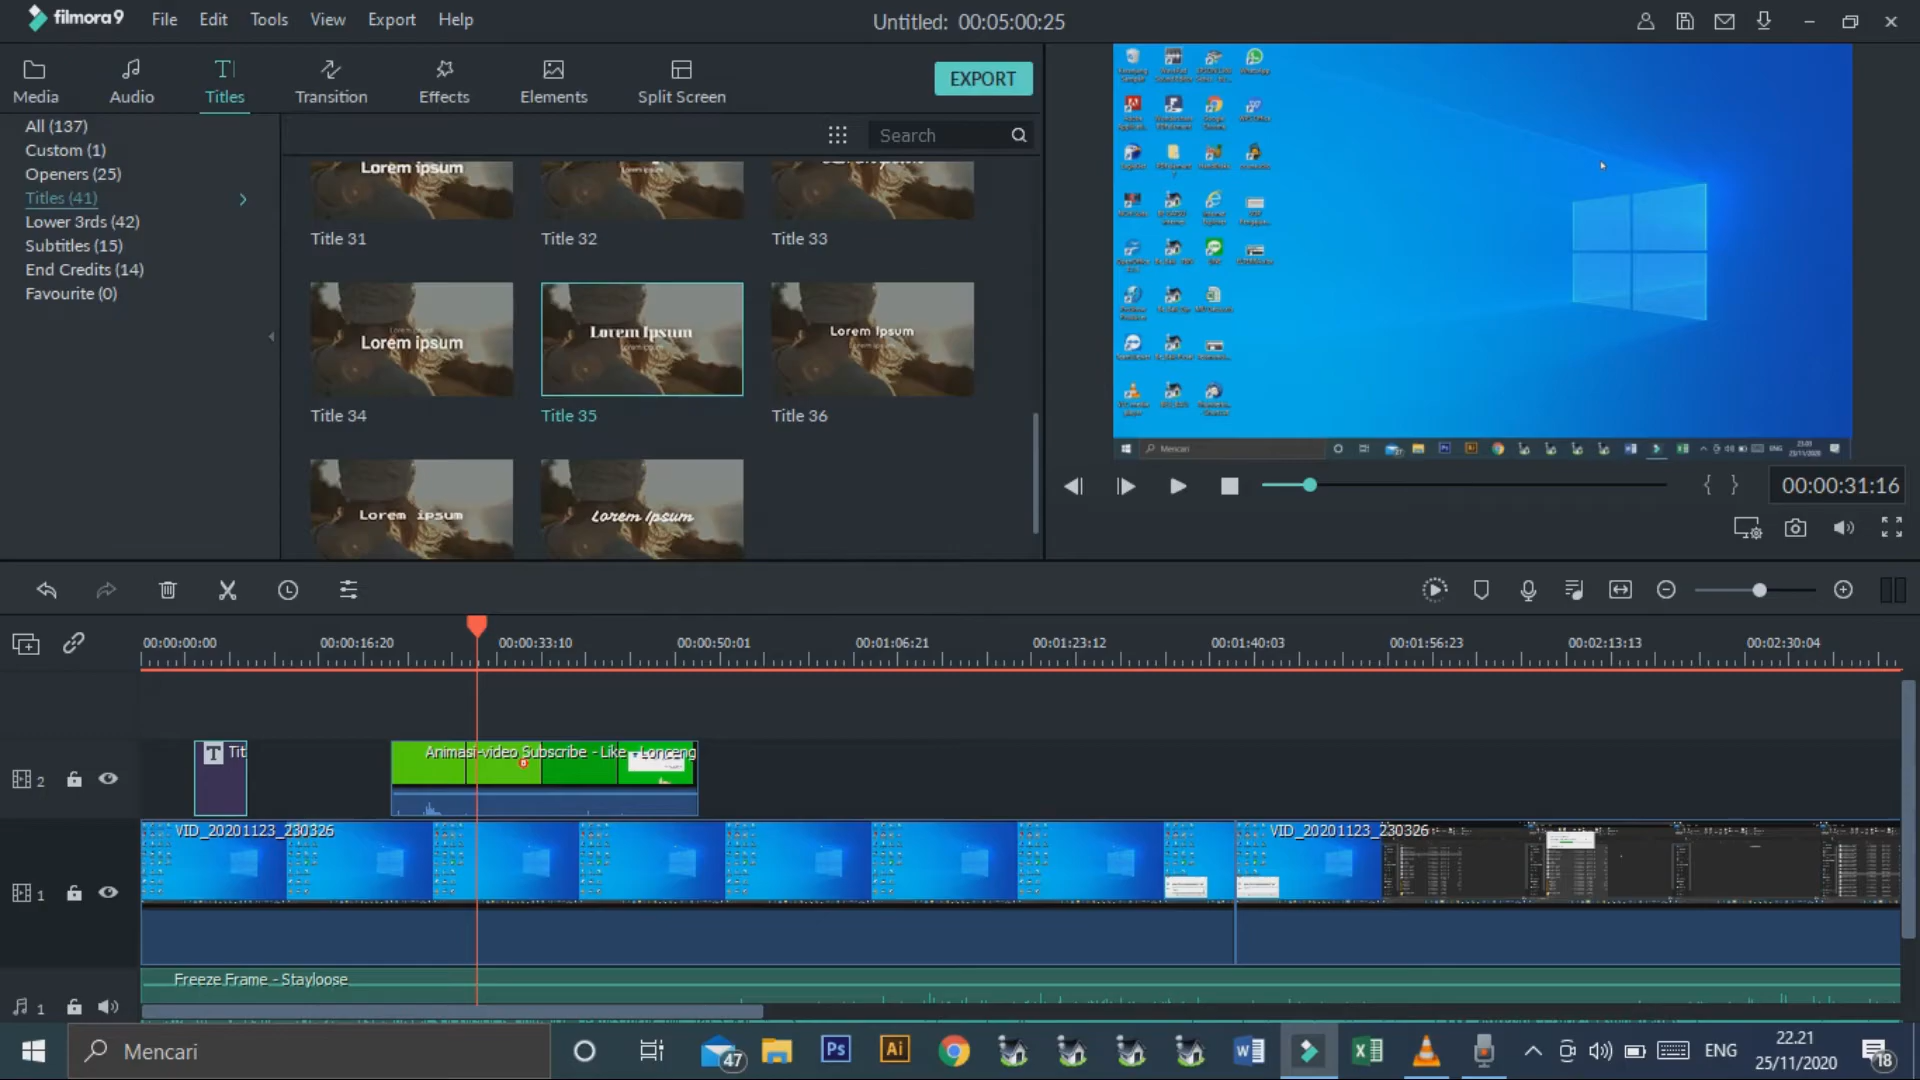 filmora9 File Edit Tools View Export Help Untitled: 00:05:00:25
Media Audio Titles Transition Effects Elements Split Screen EXPORT
All (137)
Custom (1)
Openers (25)
Titles (41)
Lower 3rds (42)
Subtitles (15)
End Credits (14)
Favourite (0)
Search
Lorem ipsum
Title 31 Title 32 Title 33
Lorem ipsum Lorem Ipsum Lorem Ipsum
Title 34 Title 35 Title 36
Lorem ipsum Lorem Ipsum
Mencari
00:00:31:16
00:00:00:00 00:00:16:20 00:00:33:10 00:00:50:01 00:01:06:21 00:01:23:12 00:01:40:03 00:01:56:23 00:02:13:13 00:02:30:04
T Tit Animasi-video Subscribe - Like - Lonceng
2
VID_20201123_230326 VID_20201123_230326
1
Freeze Frame - Stayloose
1
Mencari 47 Ps Ai ENG 22.21
25/11/2020 18